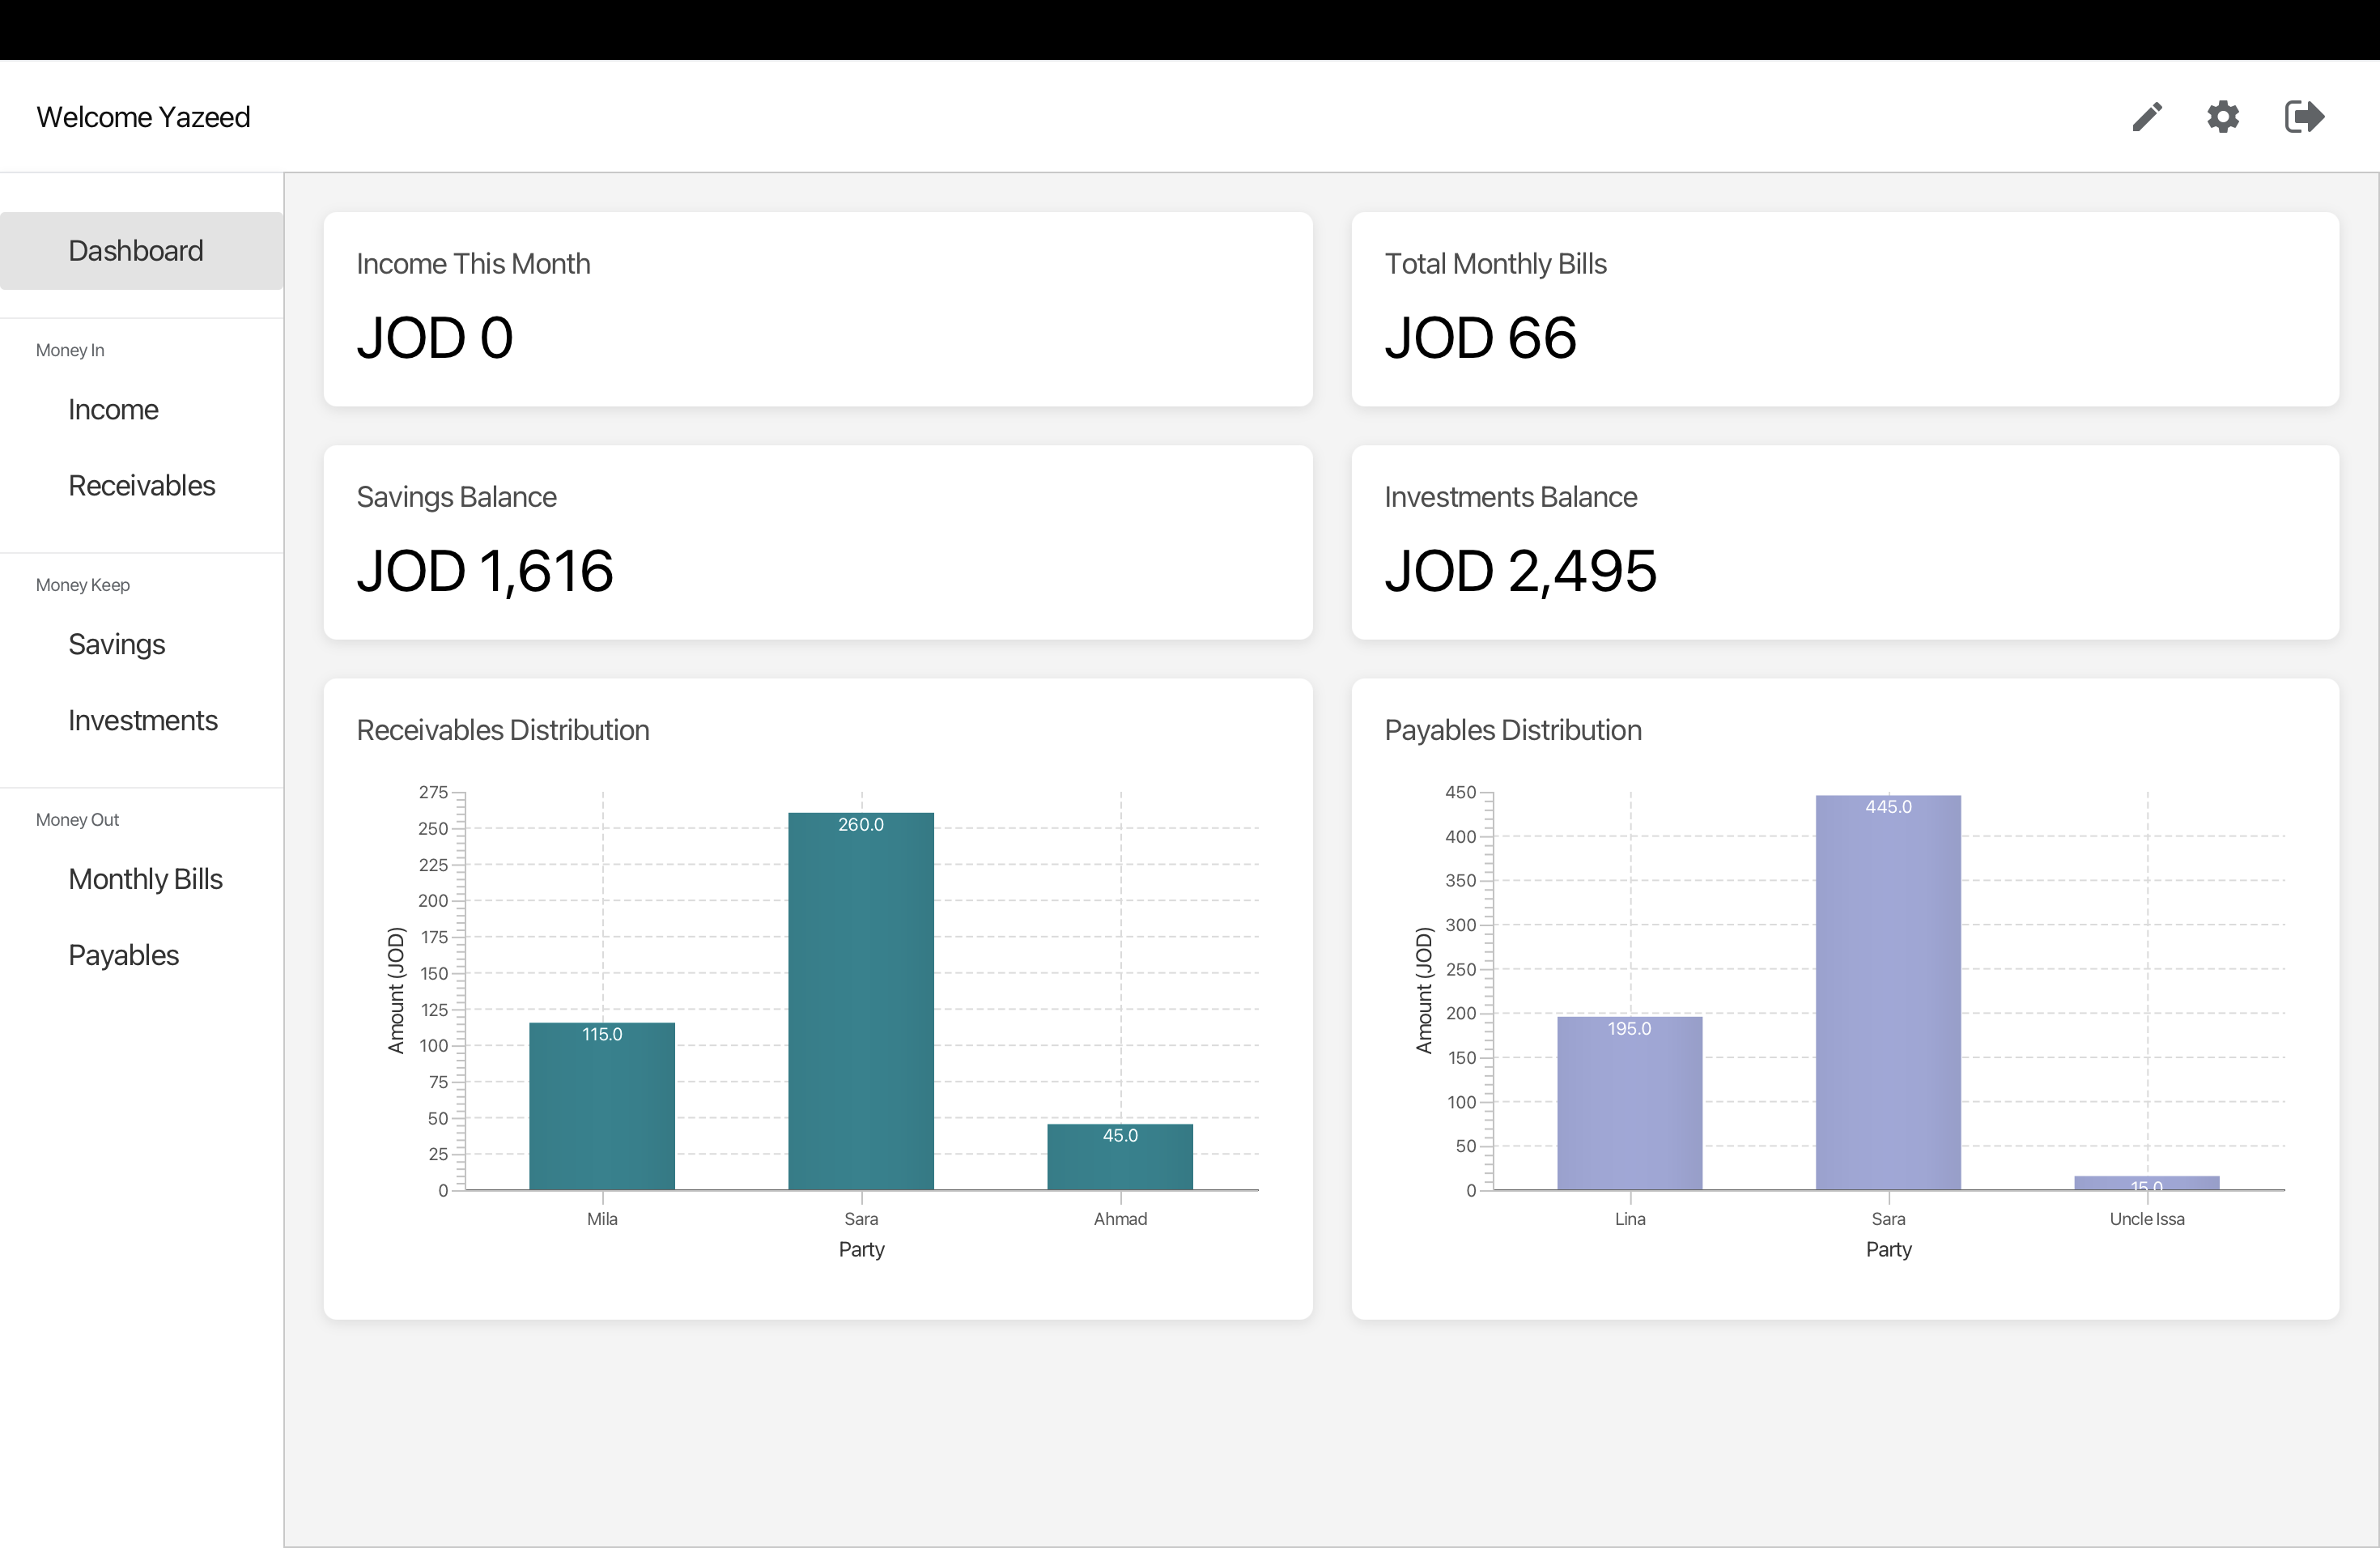 Welcome Yazeed
Dashboard
Money In
Income
Receivables
Money Keep
Savings
Investments
Money Out
Monthly Bills
Payables
Income This Month
JOD 0
Total Monthly Bills
JOD 66
Savings Balance
JOD 1,616
Investments Balance
JOD 2,495
Receivables Distribution
275
250
225
200
175
150
125
100
75
50
25
0
Amount (JOD)
115.0
260.0
45.0
Mila
Sara
Ahmad
Party
Payables Distribution
450
400
350
300
250
200
150
100
50
0
Amount (JOD)
195.0
445.0
15.0
Lina
Sara
Uncle Issa
Party